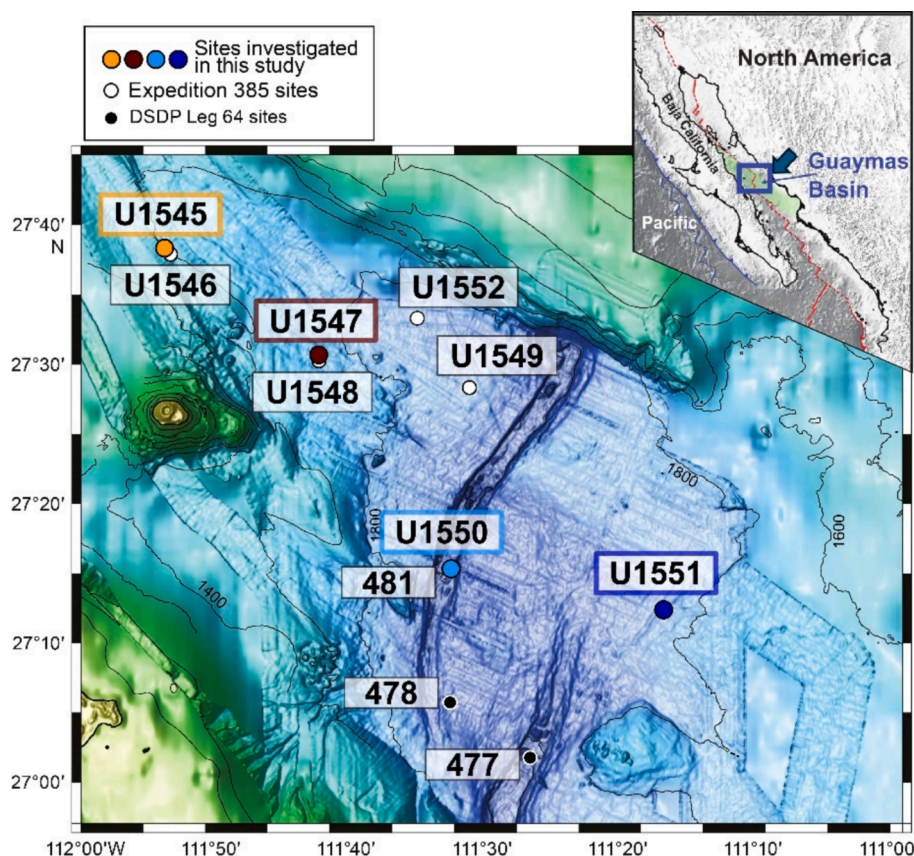 Sites investigated
in this study
Expedition 385 sites
DSDP Leg 64 sites
North America
Baja California
Guaymas
Basin
Pacific
27°40'
N
27°30'
27°20'
27°10'
27°00'
U1545
U1546
U1552
U1547
U1549
U1548
1800
1800
1600
U1550
481
U1551
1400
478
477
112°00'W
111°50'
111°40'
111°30'
111°20'
111°10'
111°00'